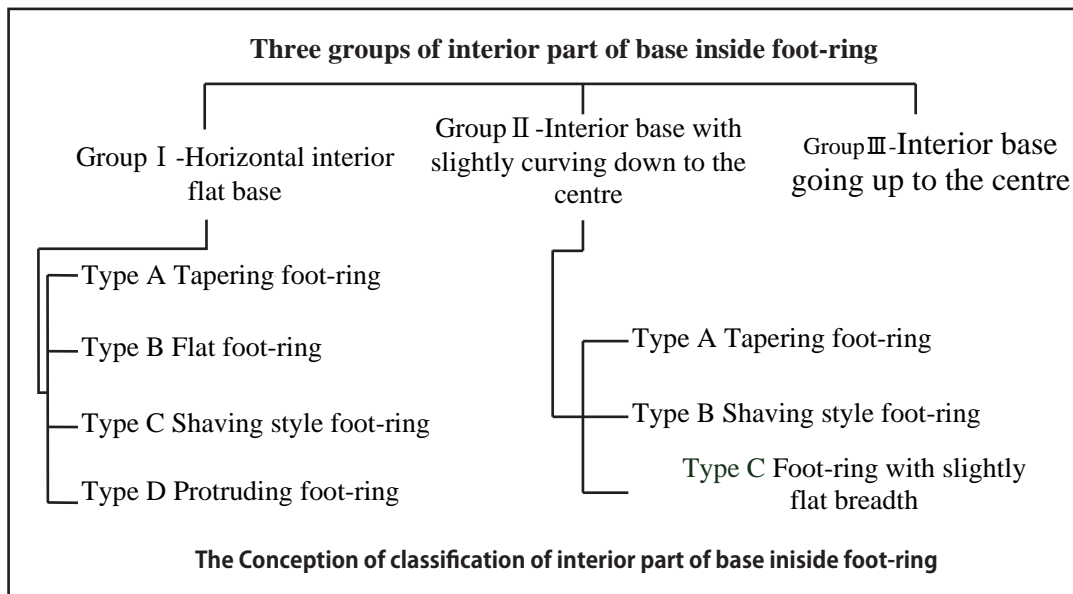 Three groups of interior part of base inside foot-ring
Group Ⅰ -Horizontal interior
flat base
Group Ⅱ -Interior base with
slightly curving down to the
centre
Group Ⅲ-Interior base
going up to the centre
Type A Tapering foot-ring
Type B Flat foot-ring
Type C Shaving style foot-ring
Type D Protruding foot-ring
Type A Tapering foot-ring
Type B Shaving style foot-ring
Type C Foot-ring with slightly
flat breadth
The Conception of classification of interior part of base iniside foot-ring